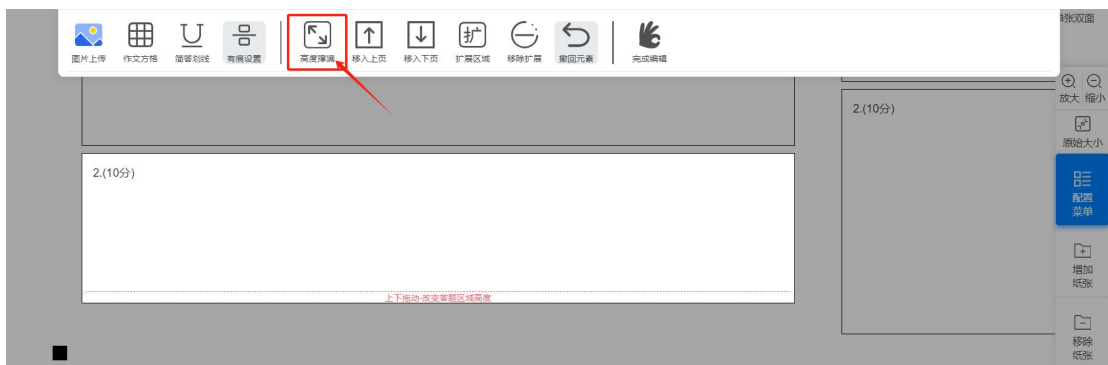 张双面
图片上传 作文方格 简答划线 有痕设置 高度撑满 移入上页 移入下页 扩展区域 移除扩展 撤回元素 完成编辑
扩
放大 缩小
2.(10分)
原始大小
2.(10分)
配置
菜单
增加
纸张
上下拖动-改变答题区域高度
移除
纸张